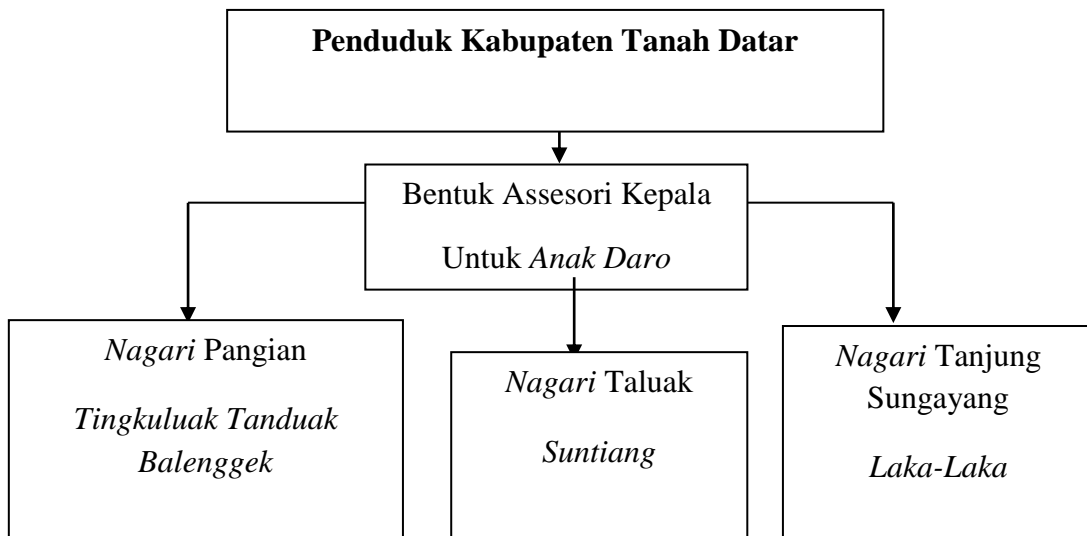 Penduduk Kabupaten Tanah Datar
Bentuk Assesori Kepala
Untuk Anak Daro
Nagari Pangian
Tingkuluak Tanduak
Balenggek
Nagari Taluak
Suntiang
Nagari Tanjung
Sungayang
Laka-Laka